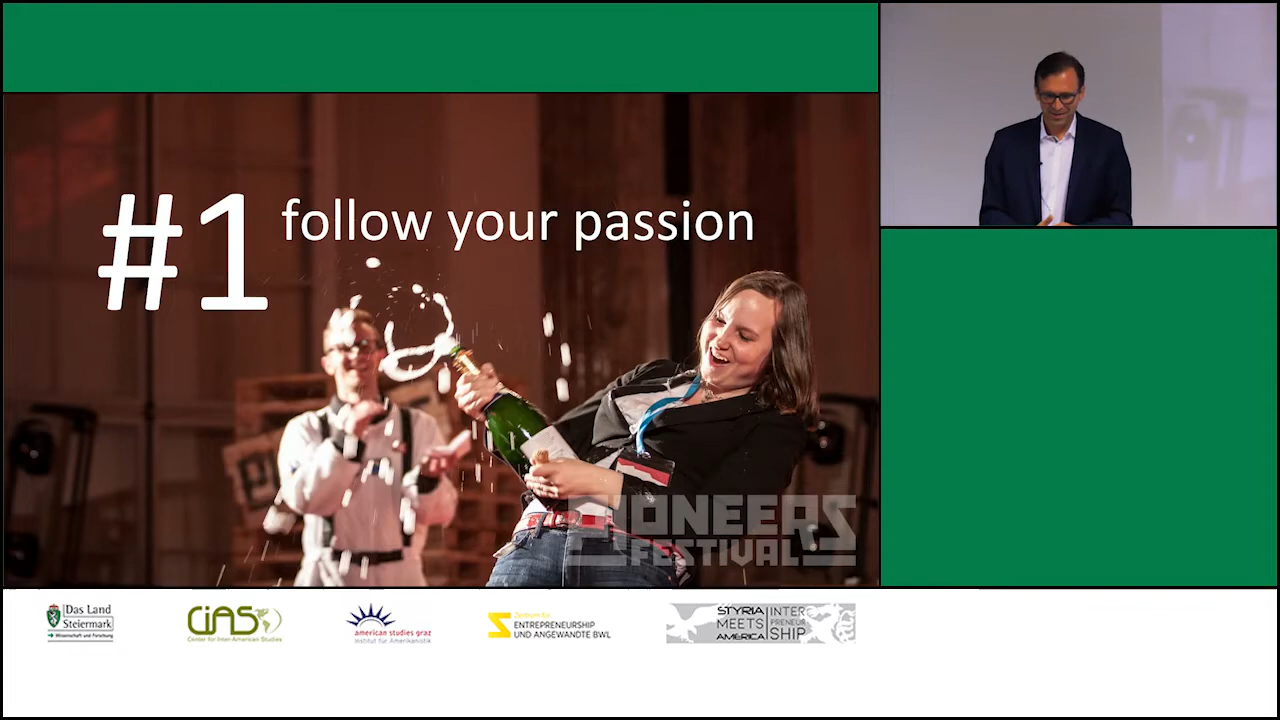 #1 follow your passion
PIONEERS
FESTIVAL
Das Land
Steiermark
Wissenschaft und Forschung
CIAS
Center for Inter-American Studies
american studies graz
Institut für Amerikanistik
Zentrum für
ENTREPRENEURSHIP
UND ANGEWANDTE BWL
STYRIA
MEETS
AMERICA
INTER
PRENEUR
SHIP